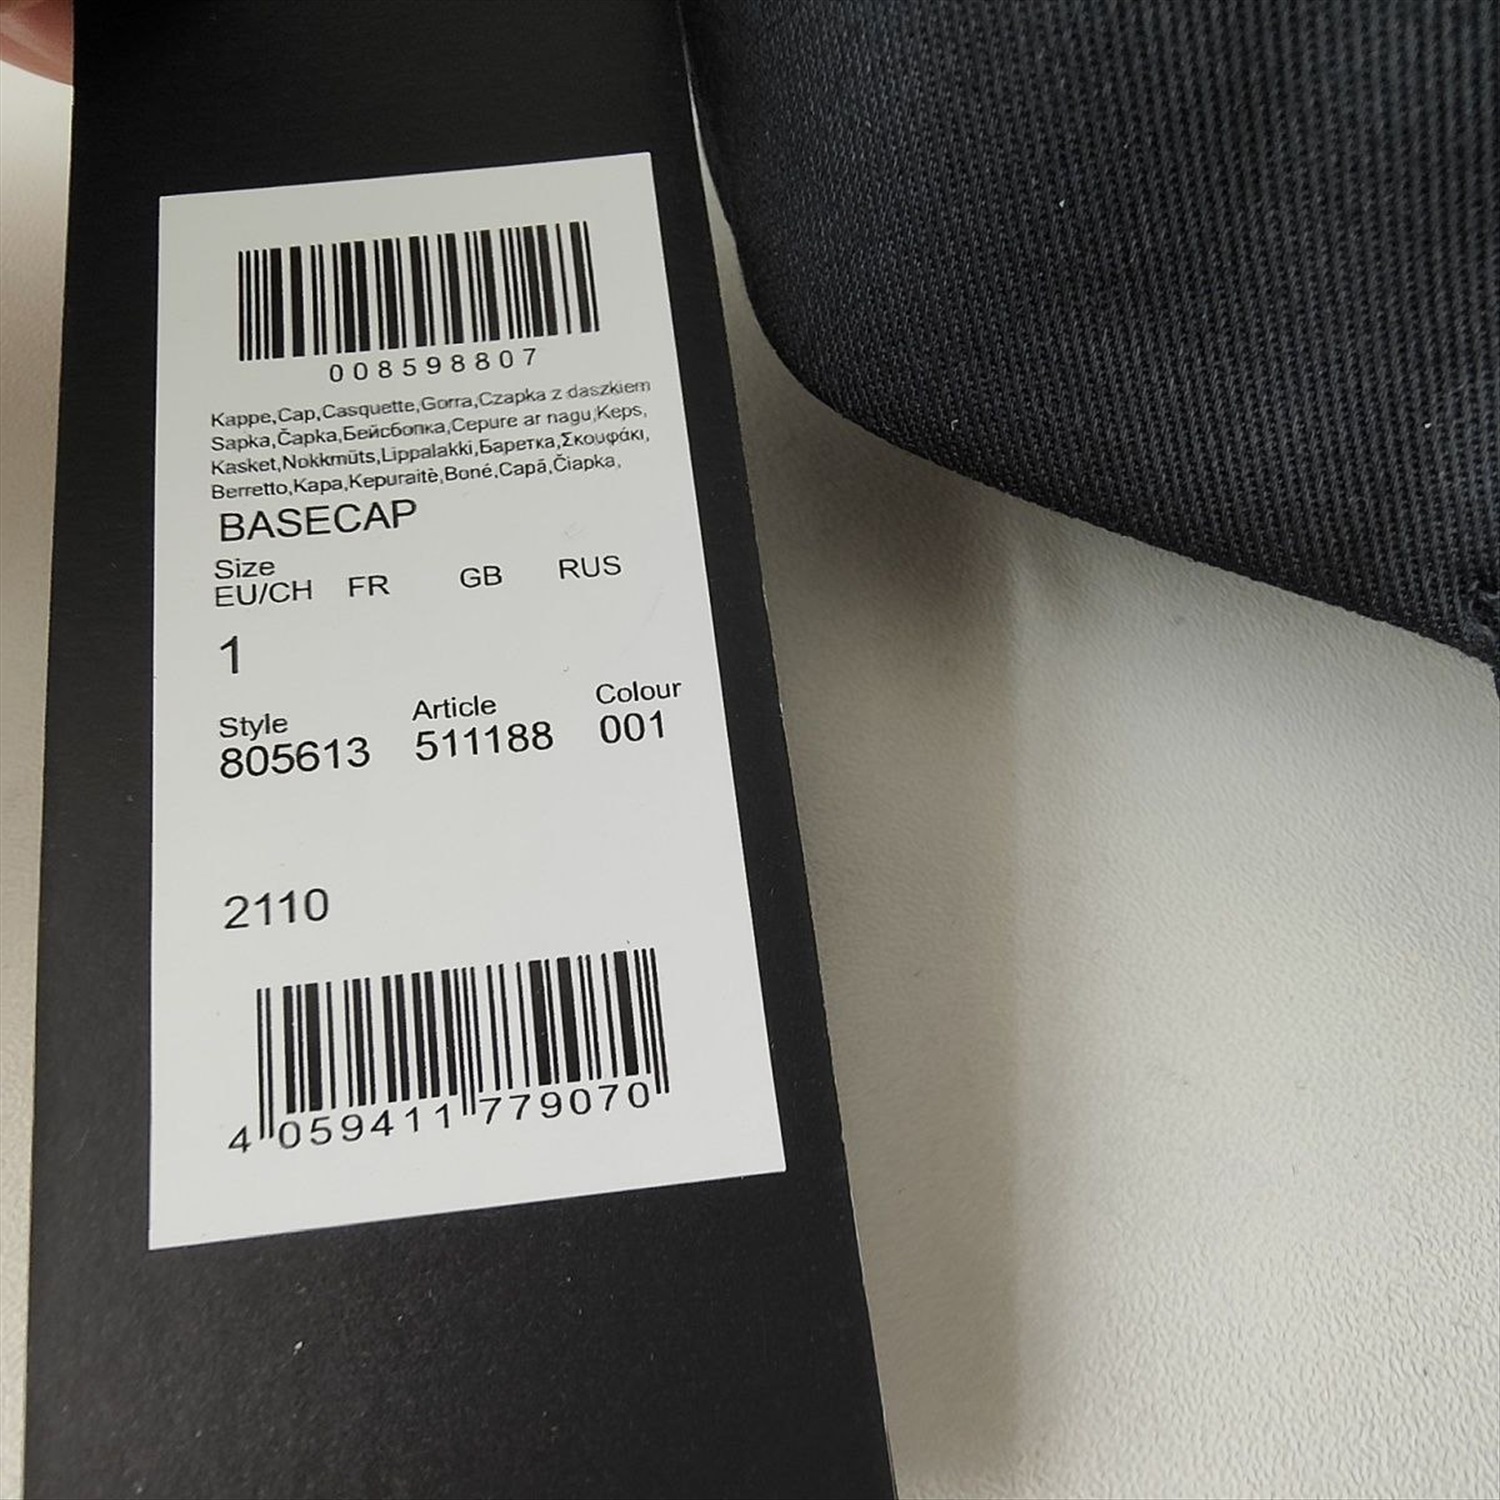 008598807
Kappe,Cap,Casquette,Gorra,Czapka z daszkiem
Sapka,Čapka,Бейсболка,Cepure ar nagu,Keps,
Kasket,Nokkmüts,Lippalakki,Баретка,Σκουφάκι,
Berretto,Kapa,Kepuraitė,Boné,Capă,Čiapka,
BASECAP
Size
EU/CH FR GB RUS
1
Style Article Colour
805613 511188 001
2110
4 059411 779070